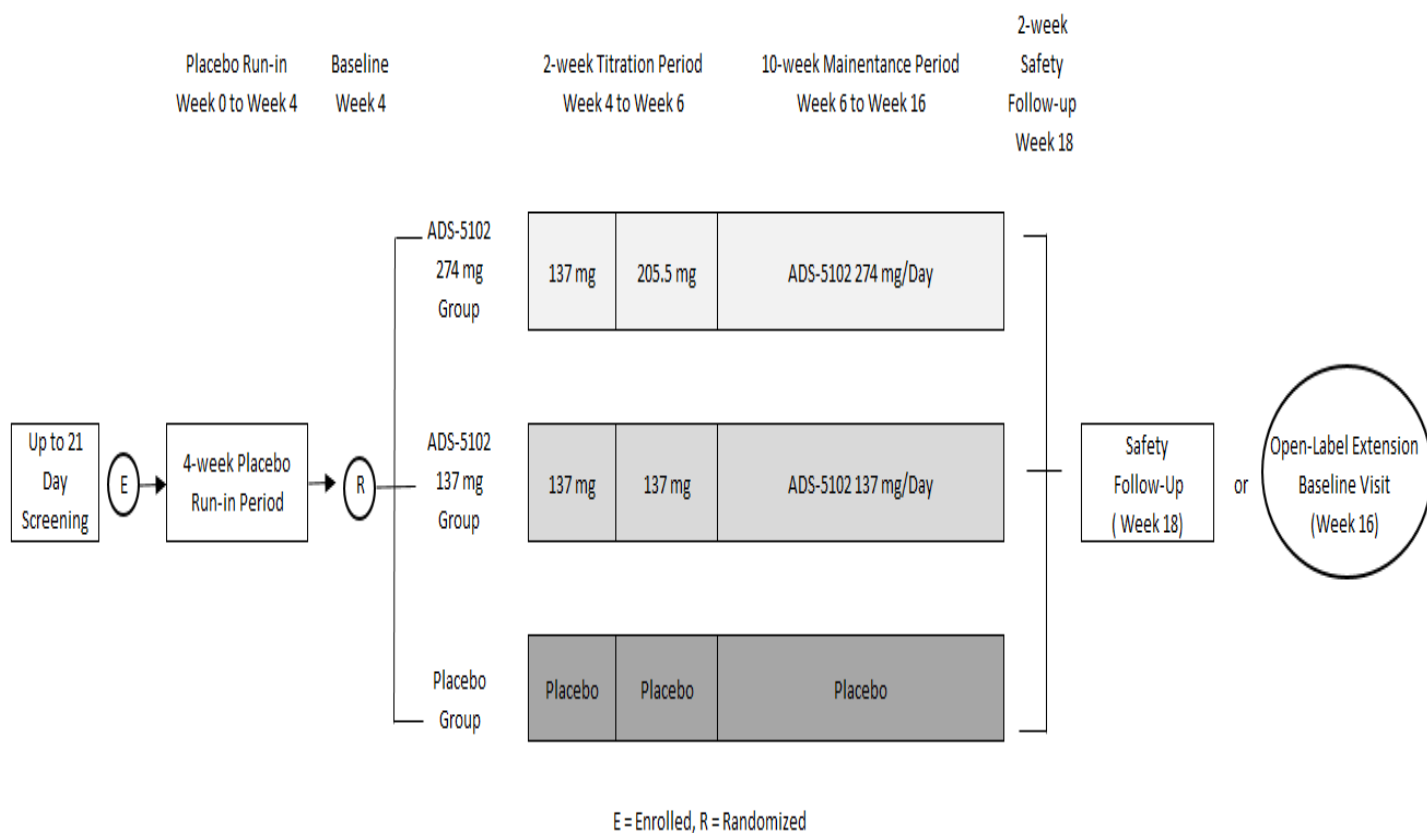 Placebo Run-in
Week 0 to Week 4
Baseline
Week 4
2-week Titration Period
Week 4 to Week 6
10-week Mainentance Period
Week 6 to Week 16
2-week
Safety
Follow-up
Week 18
Up to 21
Day
Screening
E
4-week Placebo
Run-in Period
R
ADS-5102
274 mg
Group
137 mg
205.5 mg
ADS-5102 274 mg/Day
ADS-5102
137 mg
Group
137 mg
137 mg
ADS-5102 137 mg/Day
Placebo
Group
Placebo
Placebo
Placebo
Safety
Follow-Up
( Week 18)
or
Open-Label Extension
Baseline Visit
(Week 16)
E = Enrolled, R = Randomized